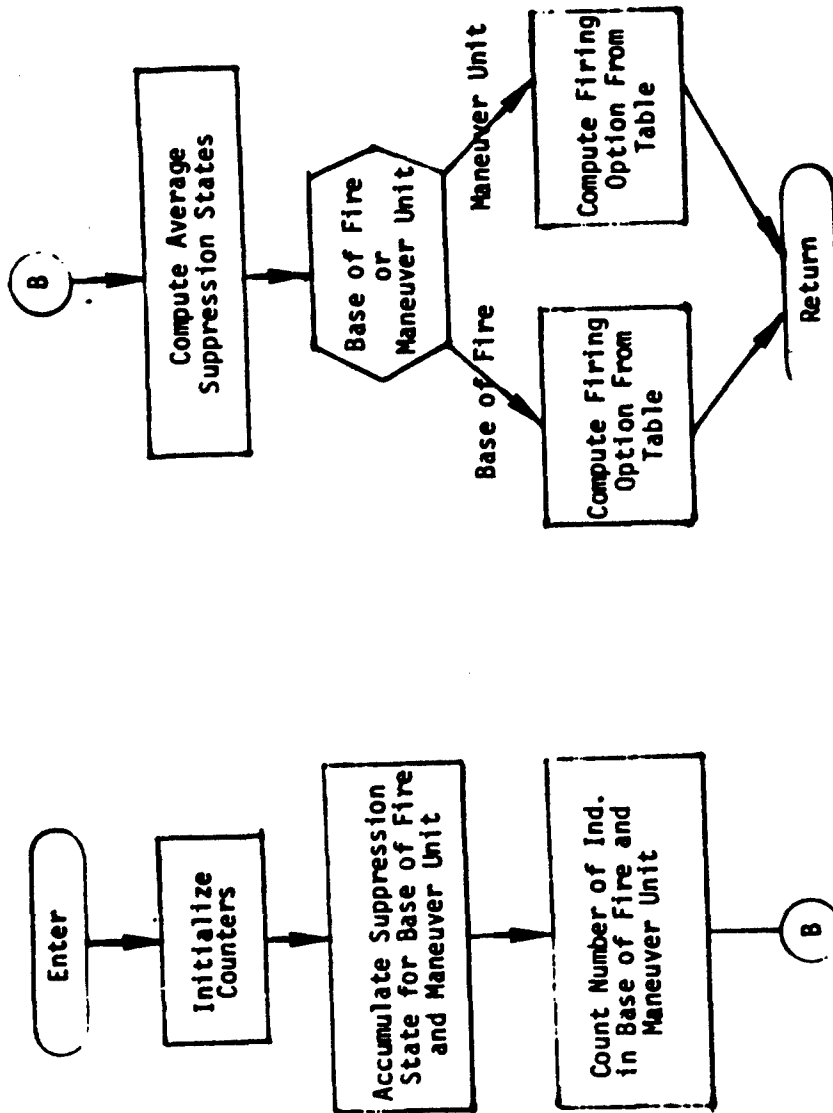 Enter
Initialize
Counters
Accumulate Suppression
State for Base of Fire
and Maneuver Unit
Count Number of Ind.
in Base of Fire and
Maneuver Unit
B
B
Compute Average
Suppression States
Base of Fire
or
Maneuver Unit
Base of Fire
Maneuver Unit
Compute Firing
Option From
Table
Compute Firing
Option From
Table
Return